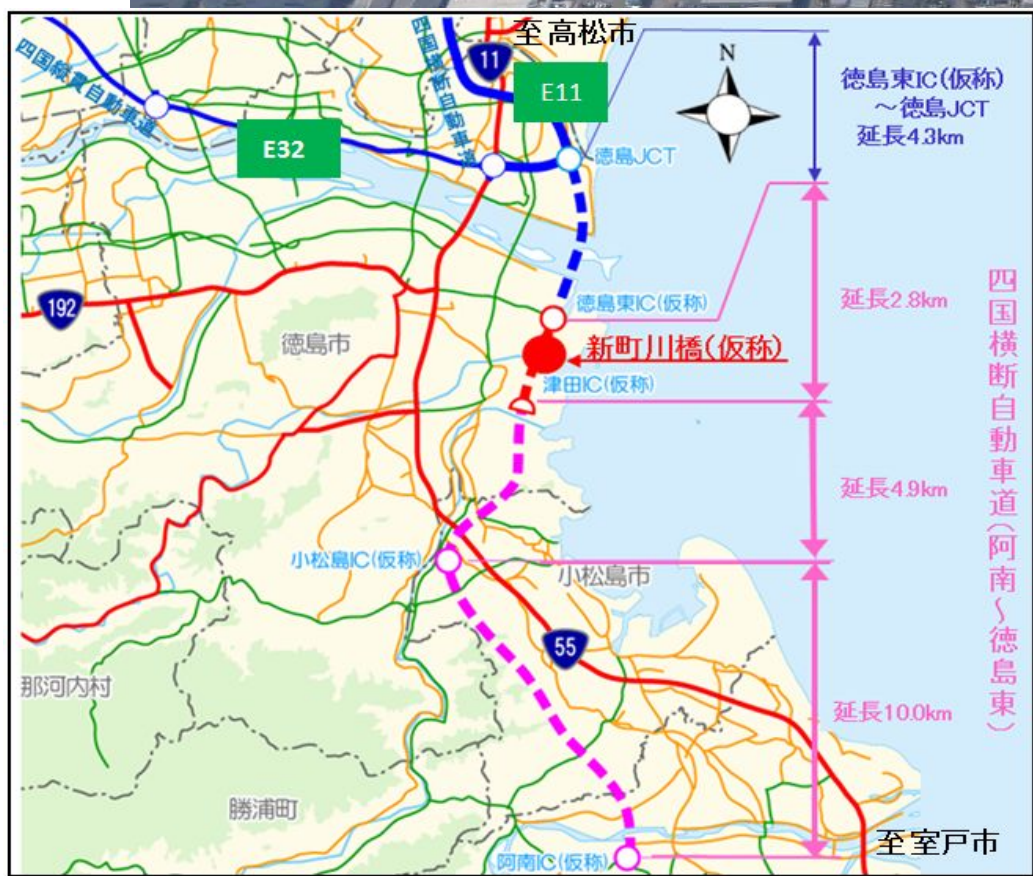 至高松市
四国縦貫自動車道
四国横断自動車道
11
E11
E32
N
徳島東IC(仮称)
～徳島JCT
延長4.3km
徳島JCT
192
徳島市
徳島東IC(仮称)
新町川橋(仮称)
津田IC(仮称)
延長2.8km
四国横断自動車道(阿南～徳島東)
延長4.9km
小松島IC(仮称)
小松島市
55
那河内村
延長10.0km
勝浦町
至室戸市
阿南IC(仮称)